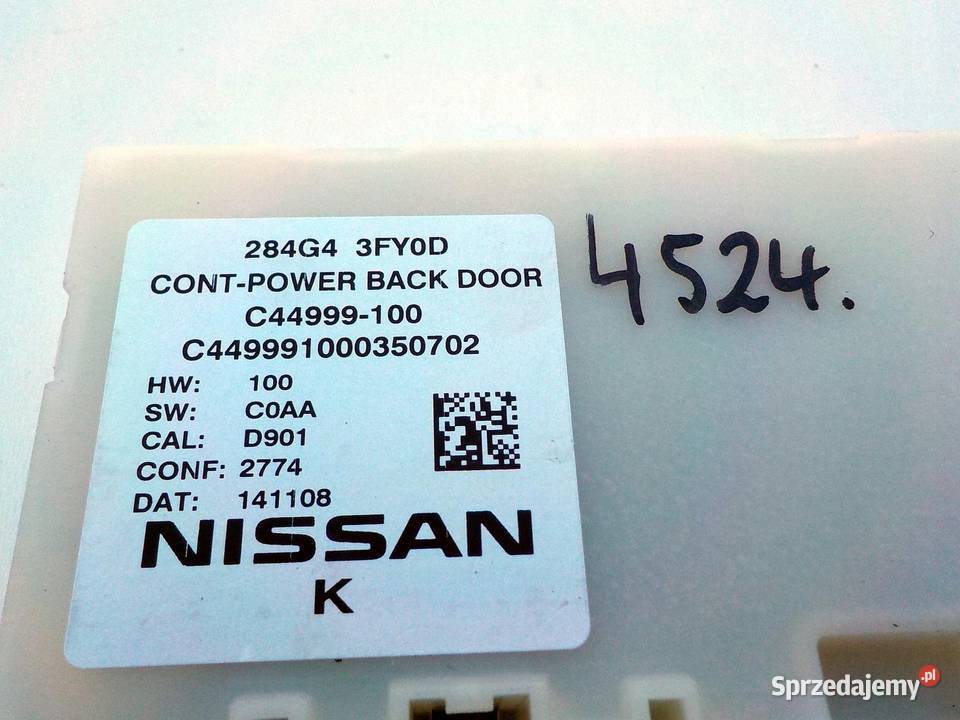 284G4 3FY0D
CONT-POWER BACK DOOR
C44999-100
C449991000350702
HW: 100
SW: C0AA
CAL: D901
CONF: 2774
DAT: 141108
NISSAN
K
4524.
Sprzedajemy.pl